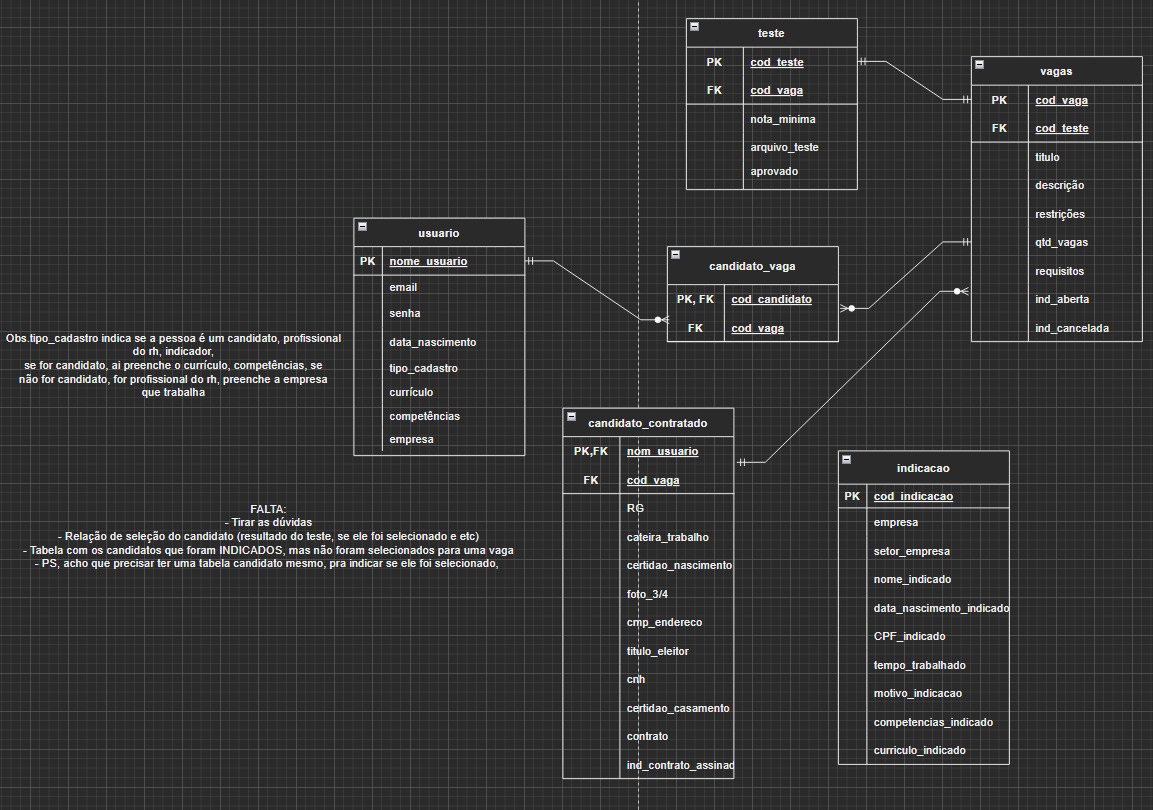 teste
PK cod_teste
FK cod_vaga
nota_minima
arquivo_teste
aprovado
vagas
PK cod_vaga
FK cod_teste
titulo
descrição
restrições
qtd_vagas
requisitos
ind_aberta
ind_cancelada
usuario
PK nome_usuario
email
senha
data_nascimento
tipo_cadastro
currículo
competências
empresa
candidato_vaga
PK, FK cod_candidato
FK cod_vaga
Obs.tipo_cadastro indica se a pessoa é um candidato, profissional
do rh, indicador,
se for candidato, ai preenche o currículo, competências, se
não for candidato, for profissional do rh, preenche a empresa
que trabalha
candidato_contratado
PK,FK nom_usuario
FK cod_vaga
RG
cateira_trabalho
certidao_nascimento
foto_3/4
cmp_endereco
titulo_eleitor
cnh
certidao_casamento
contrato
ind_contrato_assinad
indicacao
PK cod_indicacao
empresa
setor_empresa
nome_indicado
data_nascimento_indicado
CPF_indicado
tempo_trabalhado
motivo_indicacao
competencias_indicado
curriculo_indicado
FALTA:
- Tirar as dúvidas
- Relação de seleção do candidato (resultado do teste, se ele foi selecionado e etc)
- Tabela com os candidatos que foram INDICADOS, mas não foram selecionados para uma vaga
- PS, acho que precisar ter uma tabela candidato mesmo, pra indicar se ele foi selecionado,